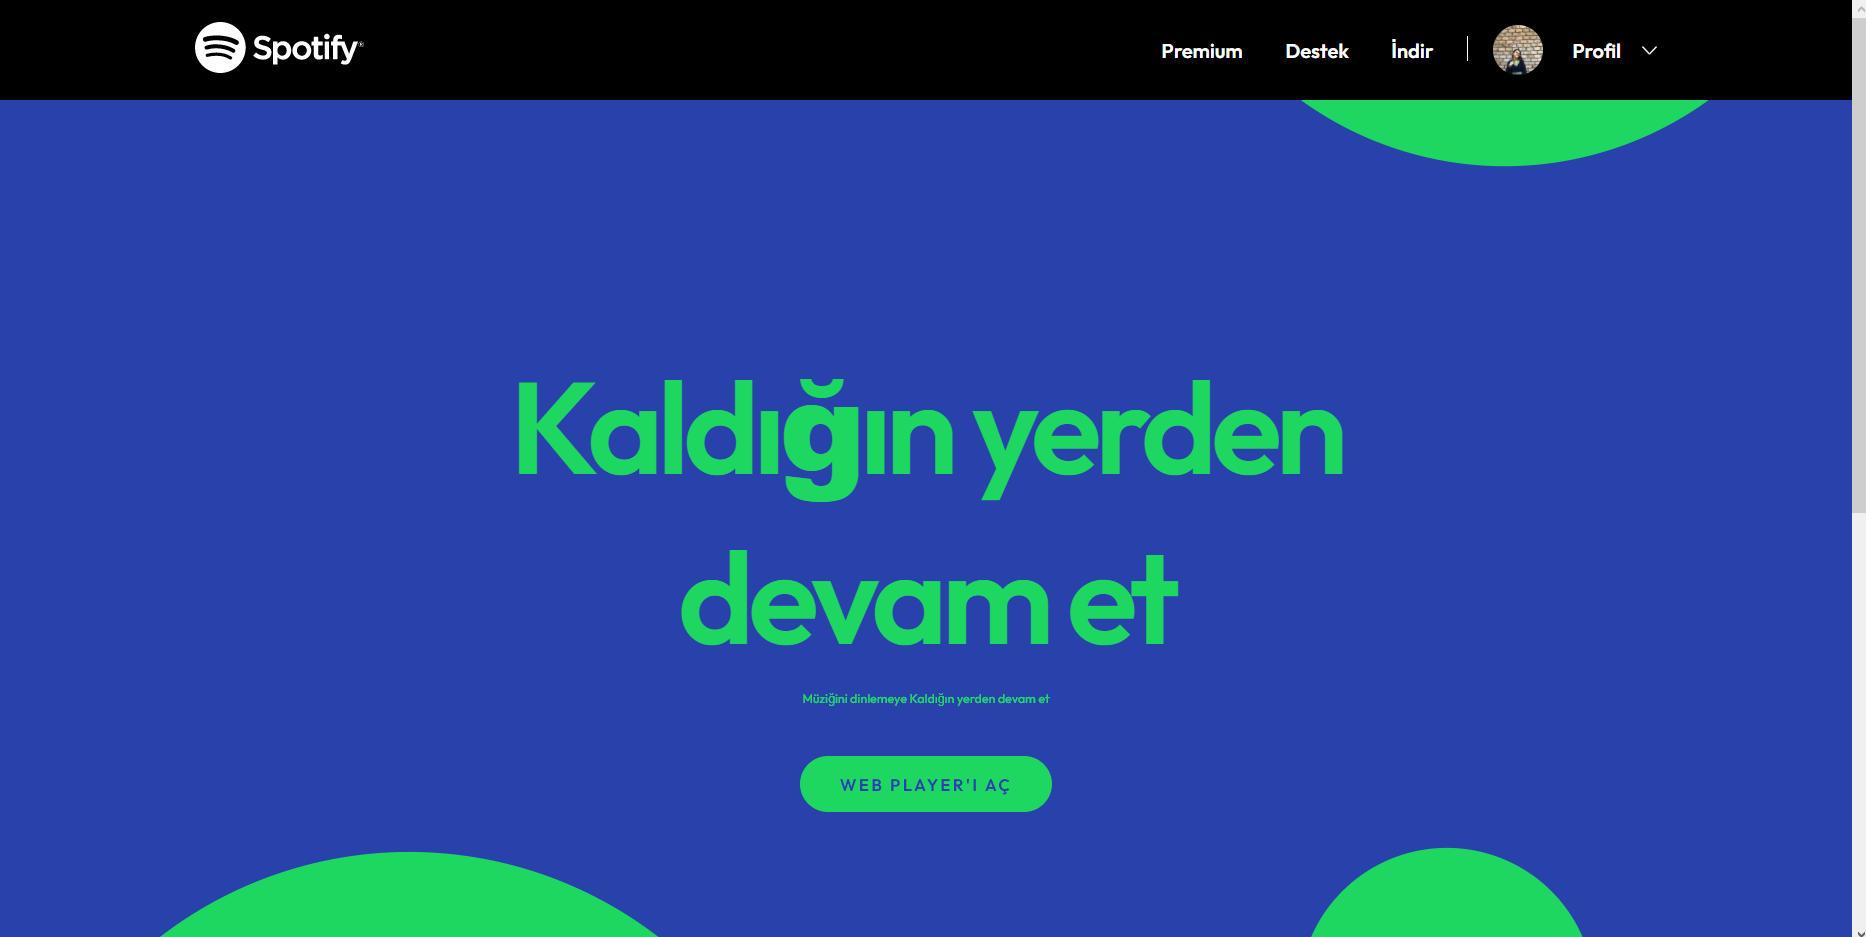 Spotify®
Premium Destek İndir Profil
Kaldığın yerden
devam et
Müziğini dinlemeye Kaldığın yerden devam et
WEB PLAYER'I AÇ